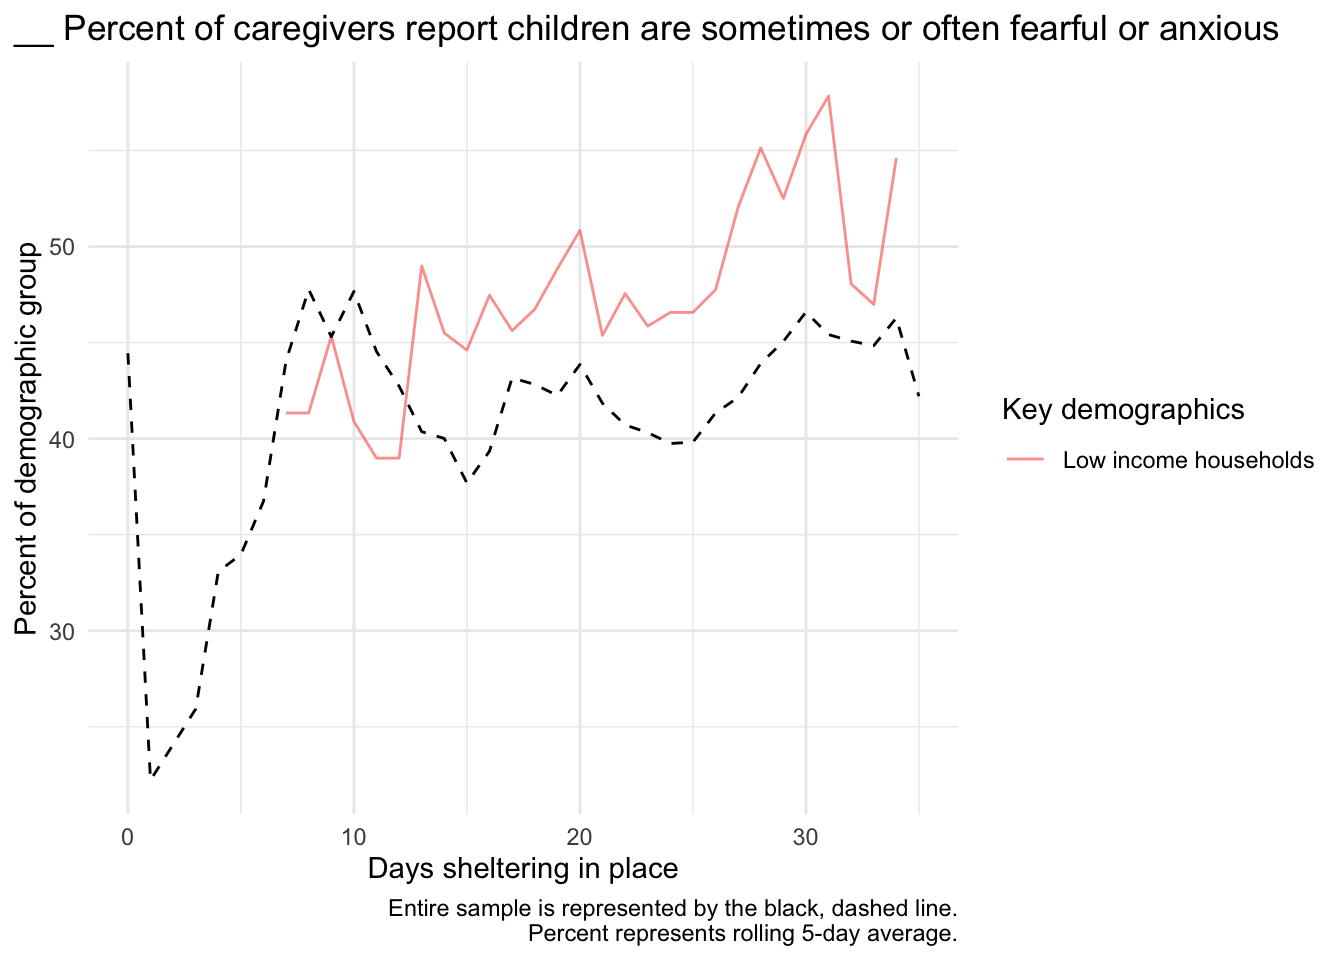 __ Percent of caregivers report children are sometimes or often fearful or anxious
Percent of demographic group
50
40
30
0
10
20
30
Days sheltering in place
Key demographics
Low income households
Entire sample is represented by the black, dashed line.
Percent represents rolling 5-day average.